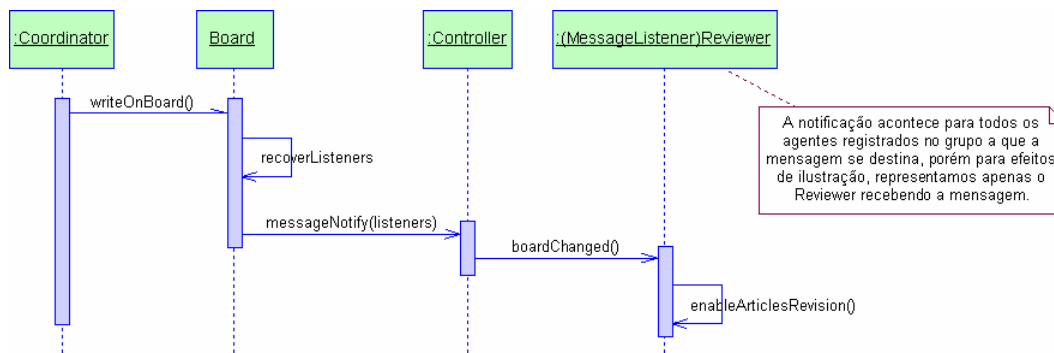 :Coordinator
Board
:Controller
:(MessageListener)Reviewer
writeOnBoard()
recoverListeners
messageNotify(listeners)
boardChanged()
enableArticlesRevision()
A notificação acontece para todos os
agentes registrados no grupo a que a
mensagem se destina, porém para efeitos
de ilustração, representamos apenas o
Reviewer recebendo a mensagem.